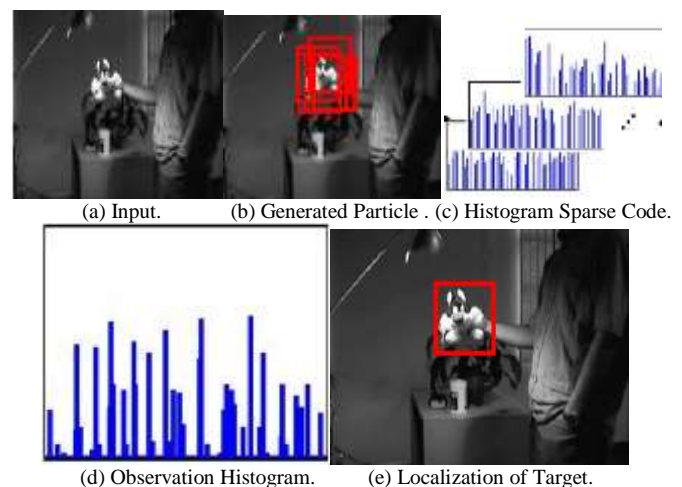 (a) Input.
(b) Generated Particle . (c) Histogram Sparse Code.
(d) Observation Histogram.
(e) Localization of Target.